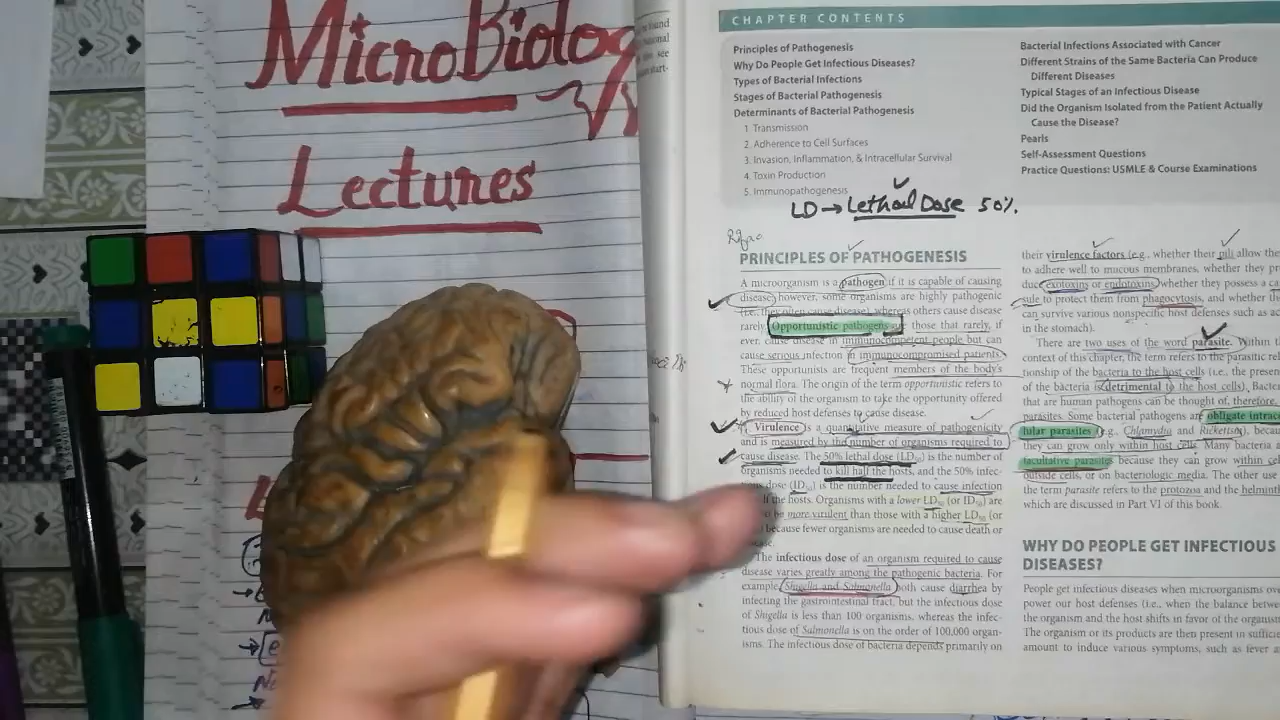 MicroBiology
Lectures
CHAPTER CONTENTS
Principles of Pathogenesis
Why Do People Get Infectious Diseases?
Types of Bacterial Infections
Stages of Bacterial Pathogenesis
Determinants of Bacterial Pathogenesis
1. Transmission
2. Adherence to Cell Surfaces
3. Invasion, Inflammation, & Intracellular Survival
4. Toxin Production
5. Immunopathogenesis
Bacterial Infections Associated with Cancer
Different Strains of the Same Bacteria Can Produce
Different Diseases
Typical Stages of an Infectious Disease
Did the Organism Isolated from the Patient Actually
Cause the Disease?
Pearls
Self-Assessment Questions
Practice Questions: USMLE & Course Examinations
LD → Lethal Dose 50%.
PRINCIPLES OF PATHOGENESIS
A microorganism is a pathogen if it is capable of causing
disease; however, some organisms are highly pathogenic
(i.e., they often cause disease), whereas others cause disease
rarely. Opportunistic pathogens are those that rarely, if
ever, cause disease in immunocompetent people but can
cause serious infection in immunocompromised patients.
These opportunists are frequent members of the body's
normal flora. The origin of the term opportunistic refers to
the ability of the organism to take the opportunity offered
by reduced host defenses to cause disease.
Virulence is a quantitative measure of pathogenicity
and is measured by the number of organisms required to
cause disease. The 50% lethal dose (LD50) is the number of
organisms needed to kill half the hosts, and the 50% infec-
dose (ID50) is the number needed to cause infection
the hosts. Organisms with a lower LD50 (or ID50) are
be more virulent than those with a higher LD50 (or
because fewer organisms are needed to cause death or
The infectious dose of an organism required to cause
disease varies greatly among the pathogenic bacteria. For
example, Shigella and Salmonella both cause diarrhea by
infecting the gastrointestinal tract, but the infectious dose
of Shigella is less than 100 organisms, whereas the infec-
tious dose of Salmonella is on the order of 100,000 organ-
isms. The infectious dose of bacteria depends primarily on
their virulence factors (e.g., whether their pili allow the
to adhere well to mucous membranes, whether they pr
duce exotoxins or endotoxins, whether they possess a ca
sule to protect them from phagocytosis, and whether th
can survive various nonspecific host defenses such as ac
in the stomach).
There are two uses of the word parasite. Within t
context of this chapter, the term refers to the parasitic re
tionship of the bacteria to the host cells (i.e., the presen
of the bacteria is detrimental to the host cells). Bacter
that are human pathogens can be thought of, therefore,
parasites. Some bacterial pathogens are obligate intrac
lular parasites (e.g., Chlamydia and Rickettsia), becau
they can grow only within host cells. Many bacteria a
facultative parasites because they can grow within cel
outside cells, or on bacteriologic media. The other use
the term parasite refers to the protozoa and the helminth
which are discussed in Part VI of this book.
WHY DO PEOPLE GET INFECTIOUS
DISEASES?
People get infectious diseases when microorganisms ov
power our host defenses (i.e., when the balance betwe
the organism and the host shifts in favor of the organis
The organism or its products are then present in sufficie
amount to induce various symptoms, such as fever a